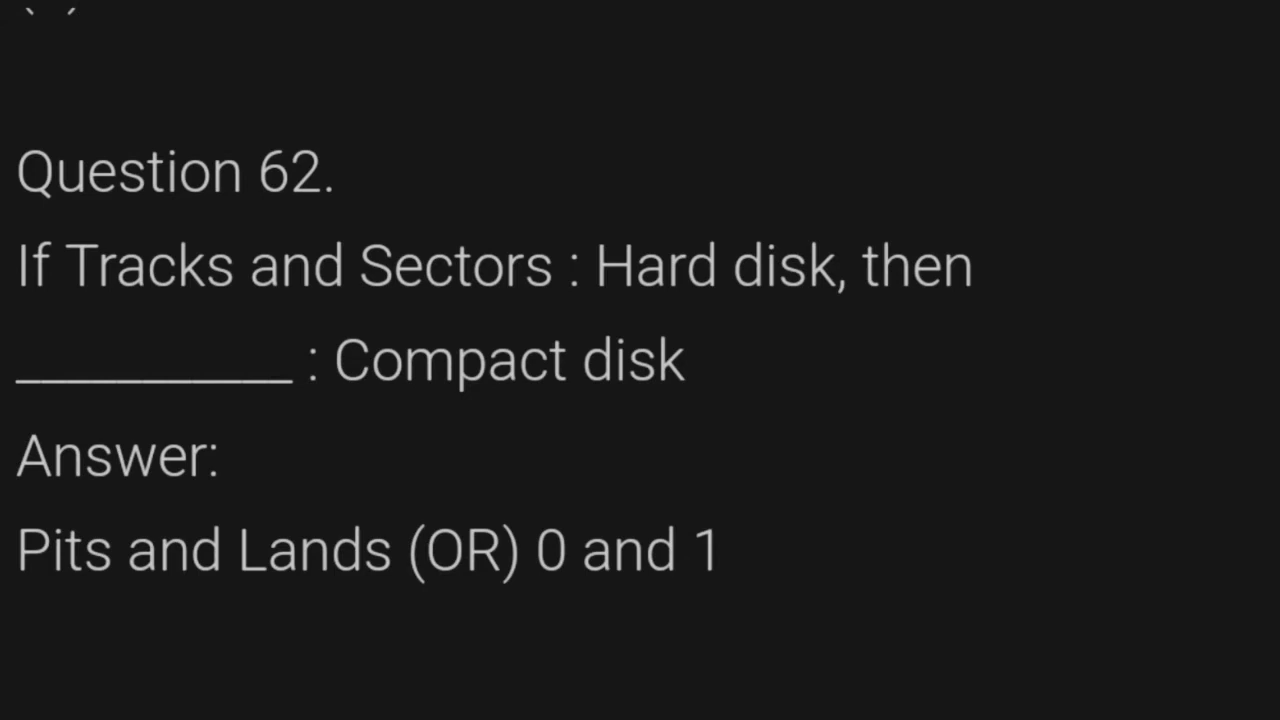 Question 62.
If Tracks and Sectors : Hard disk, then
___________ : Compact disk
Answer:
Pits and Lands (OR) 0 and 1